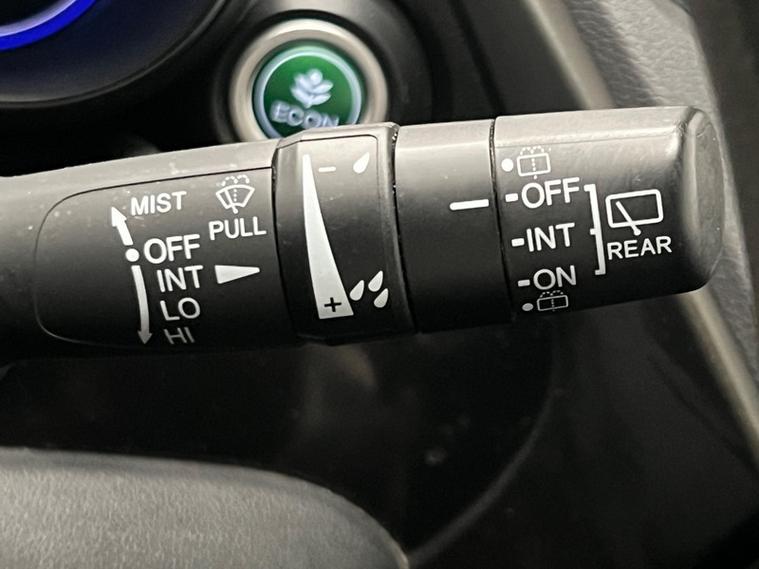 ECON
MIST
PULL
OFF
INT
LO
HI
-
+
-OFF
-INT
-ON
REAR